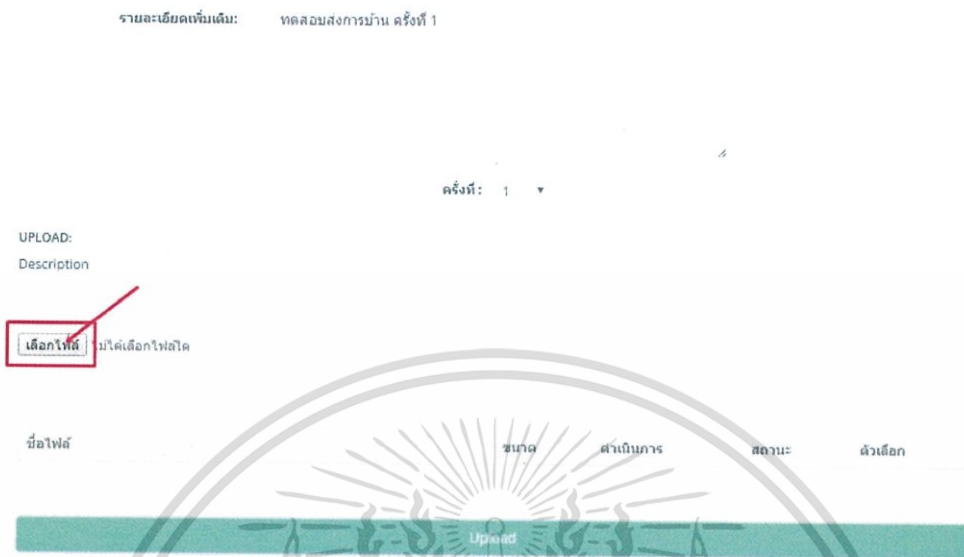 รายละเอียดเพิ่มเติม: ทดสอบส่งการบ้าน ครั้งที่ 1
ครั้งที่ : 1
UPLOAD:
Description
เลือกไฟล์ ไม่ได้เลือกไฟล์ใด
ชื่อไฟล์ ขนาด ดำเนินการ สถานะ ตัวเลือก
Upload